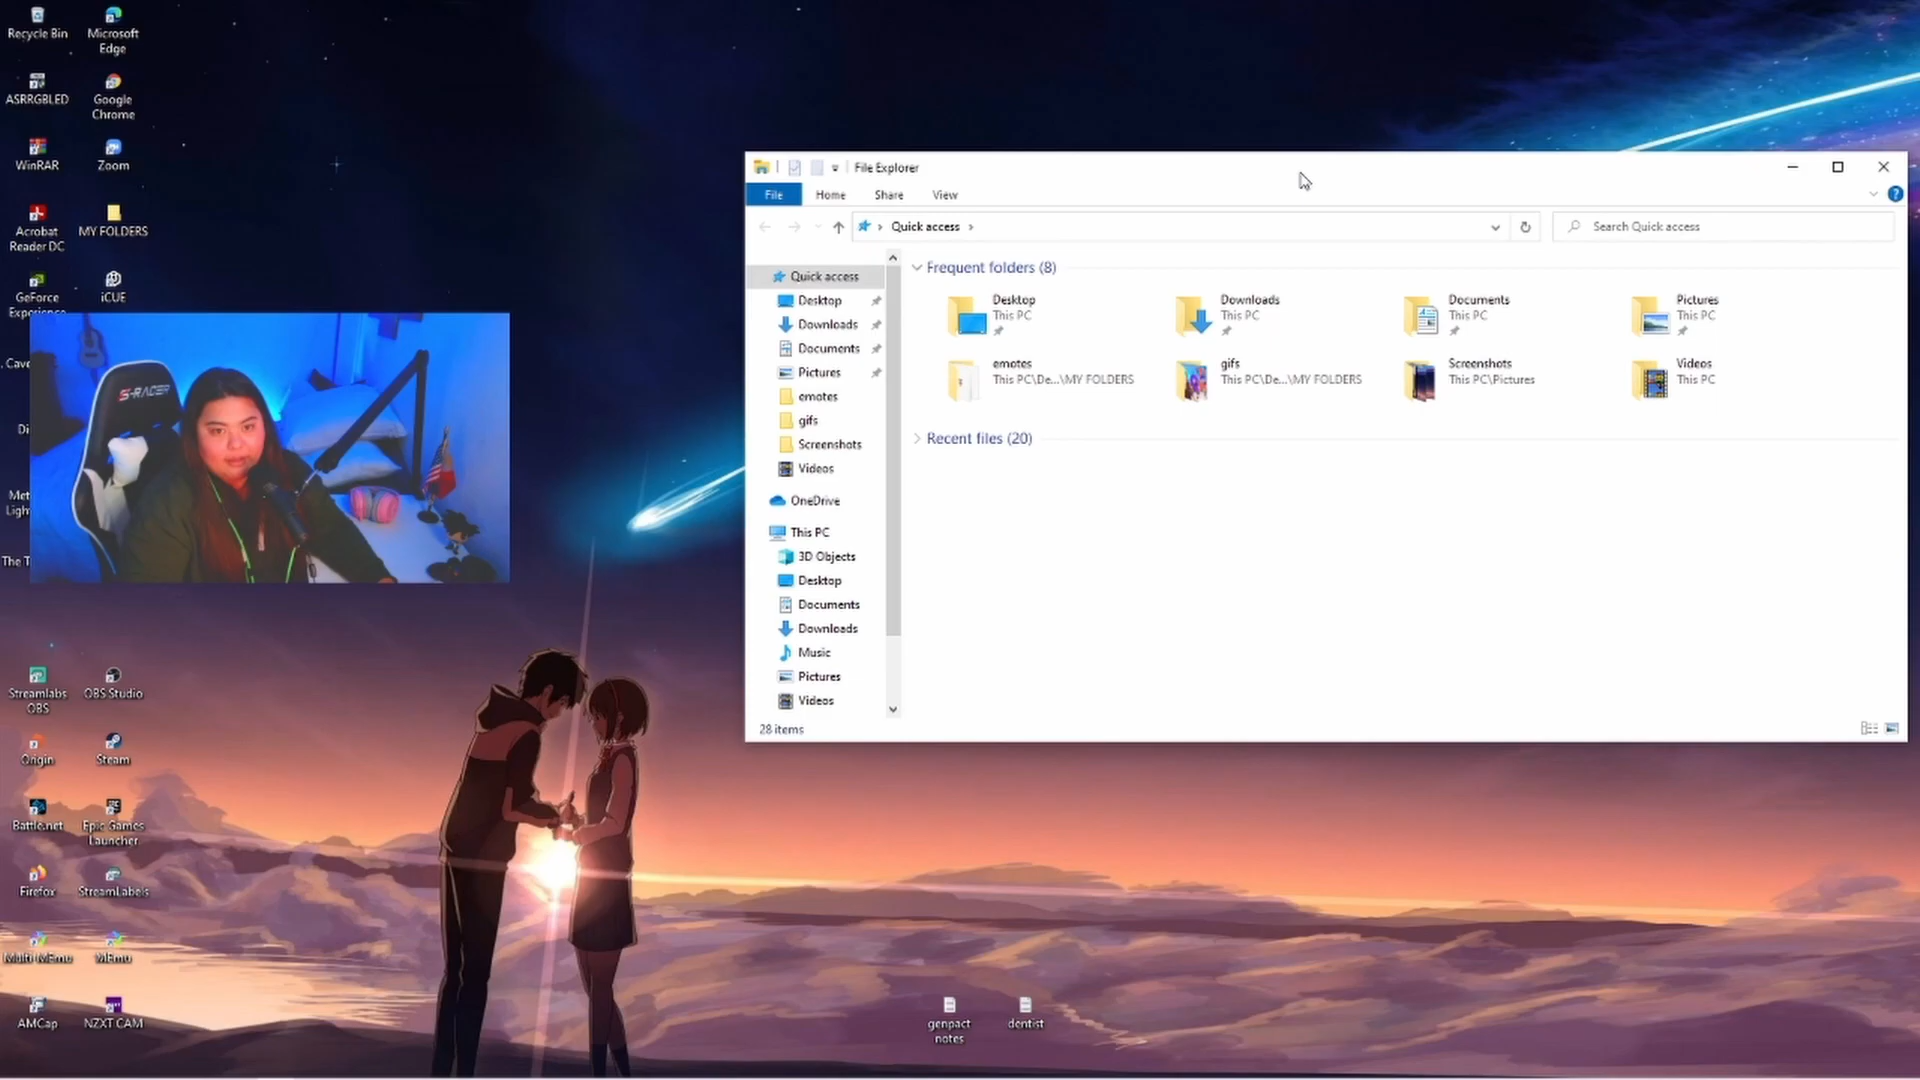 Recycle Bin
Microsoft
Edge
ASRRGBLED
Google
Chrome
WinRAR
Zoom
Acrobat
Reader DC
MY FOLDERS
GeForce
Experience
iCUE
S-RACER
Streamlabs
OBS
OBS Studio
Origin
Steam
Battle.net
Epic Games
Launcher
Firefox
StreamLabels
Multi-MEmu
MEmu
AMCap
NZXT CAM
genpact
notes
dentist
File Explorer
File Home Share View
Quick access
Search Quick access
Quick access
Desktop
Downloads
Documents
Pictures
emotes
gifs
Screenshots
Videos
OneDrive
This PC
3D Objects
Desktop
Documents
Downloads
Music
Pictures
Videos
28 items
Frequent folders (8)
Desktop
This PC
Downloads
This PC
Documents
This PC
Pictures
This PC
emotes
This PC\De...\MY FOLDERS
gifs
This PC\De...\MY FOLDERS
Screenshots
This PC\Pictures
Videos
This PC
Recent files (20)